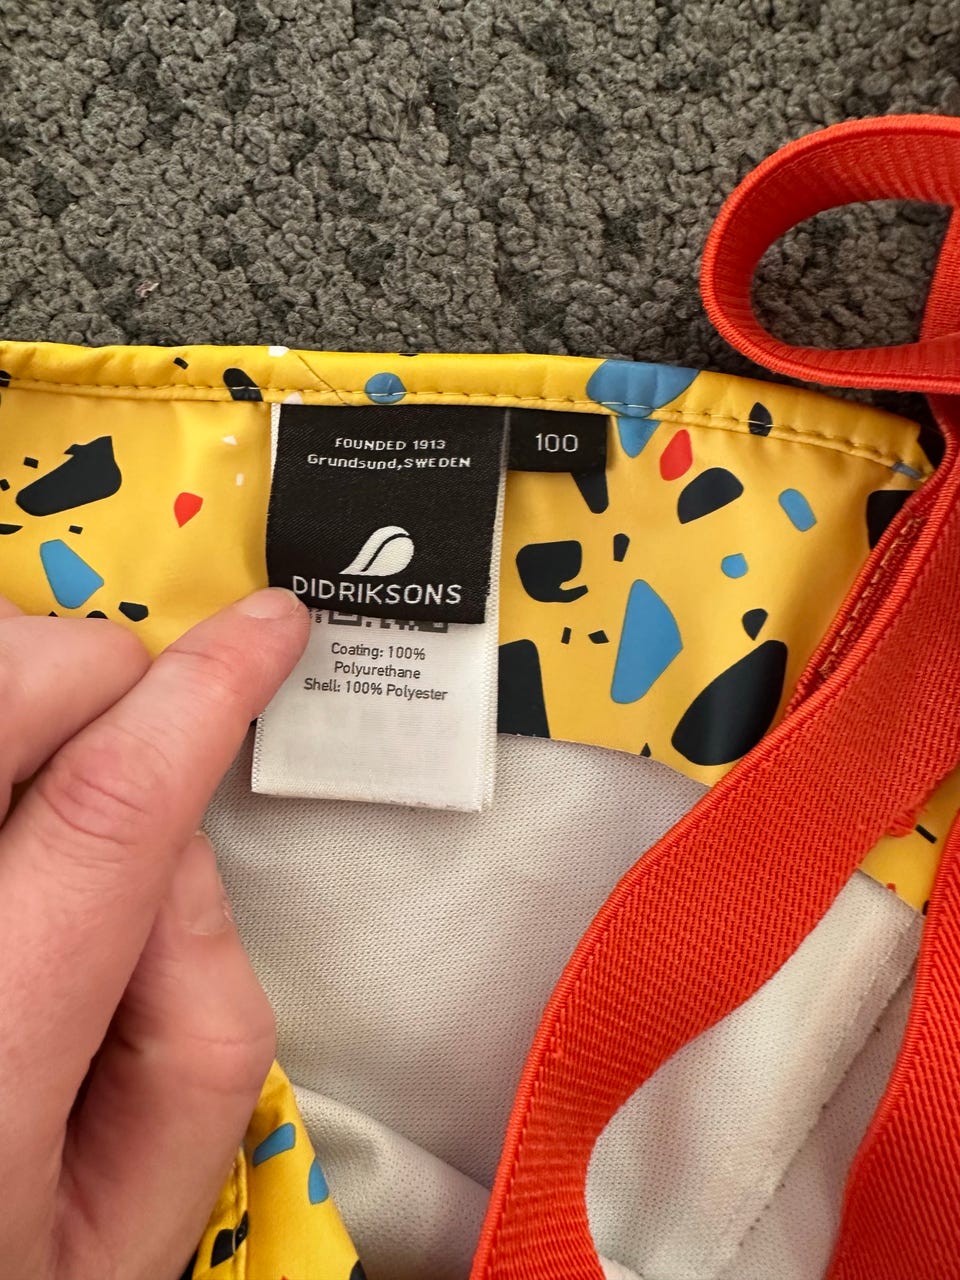 FOUNDED 1913
Grundsund,SWEDEN
100
DIDRIKSONS
Coating: 100%
Polyurethane
Shell: 100% Polyester